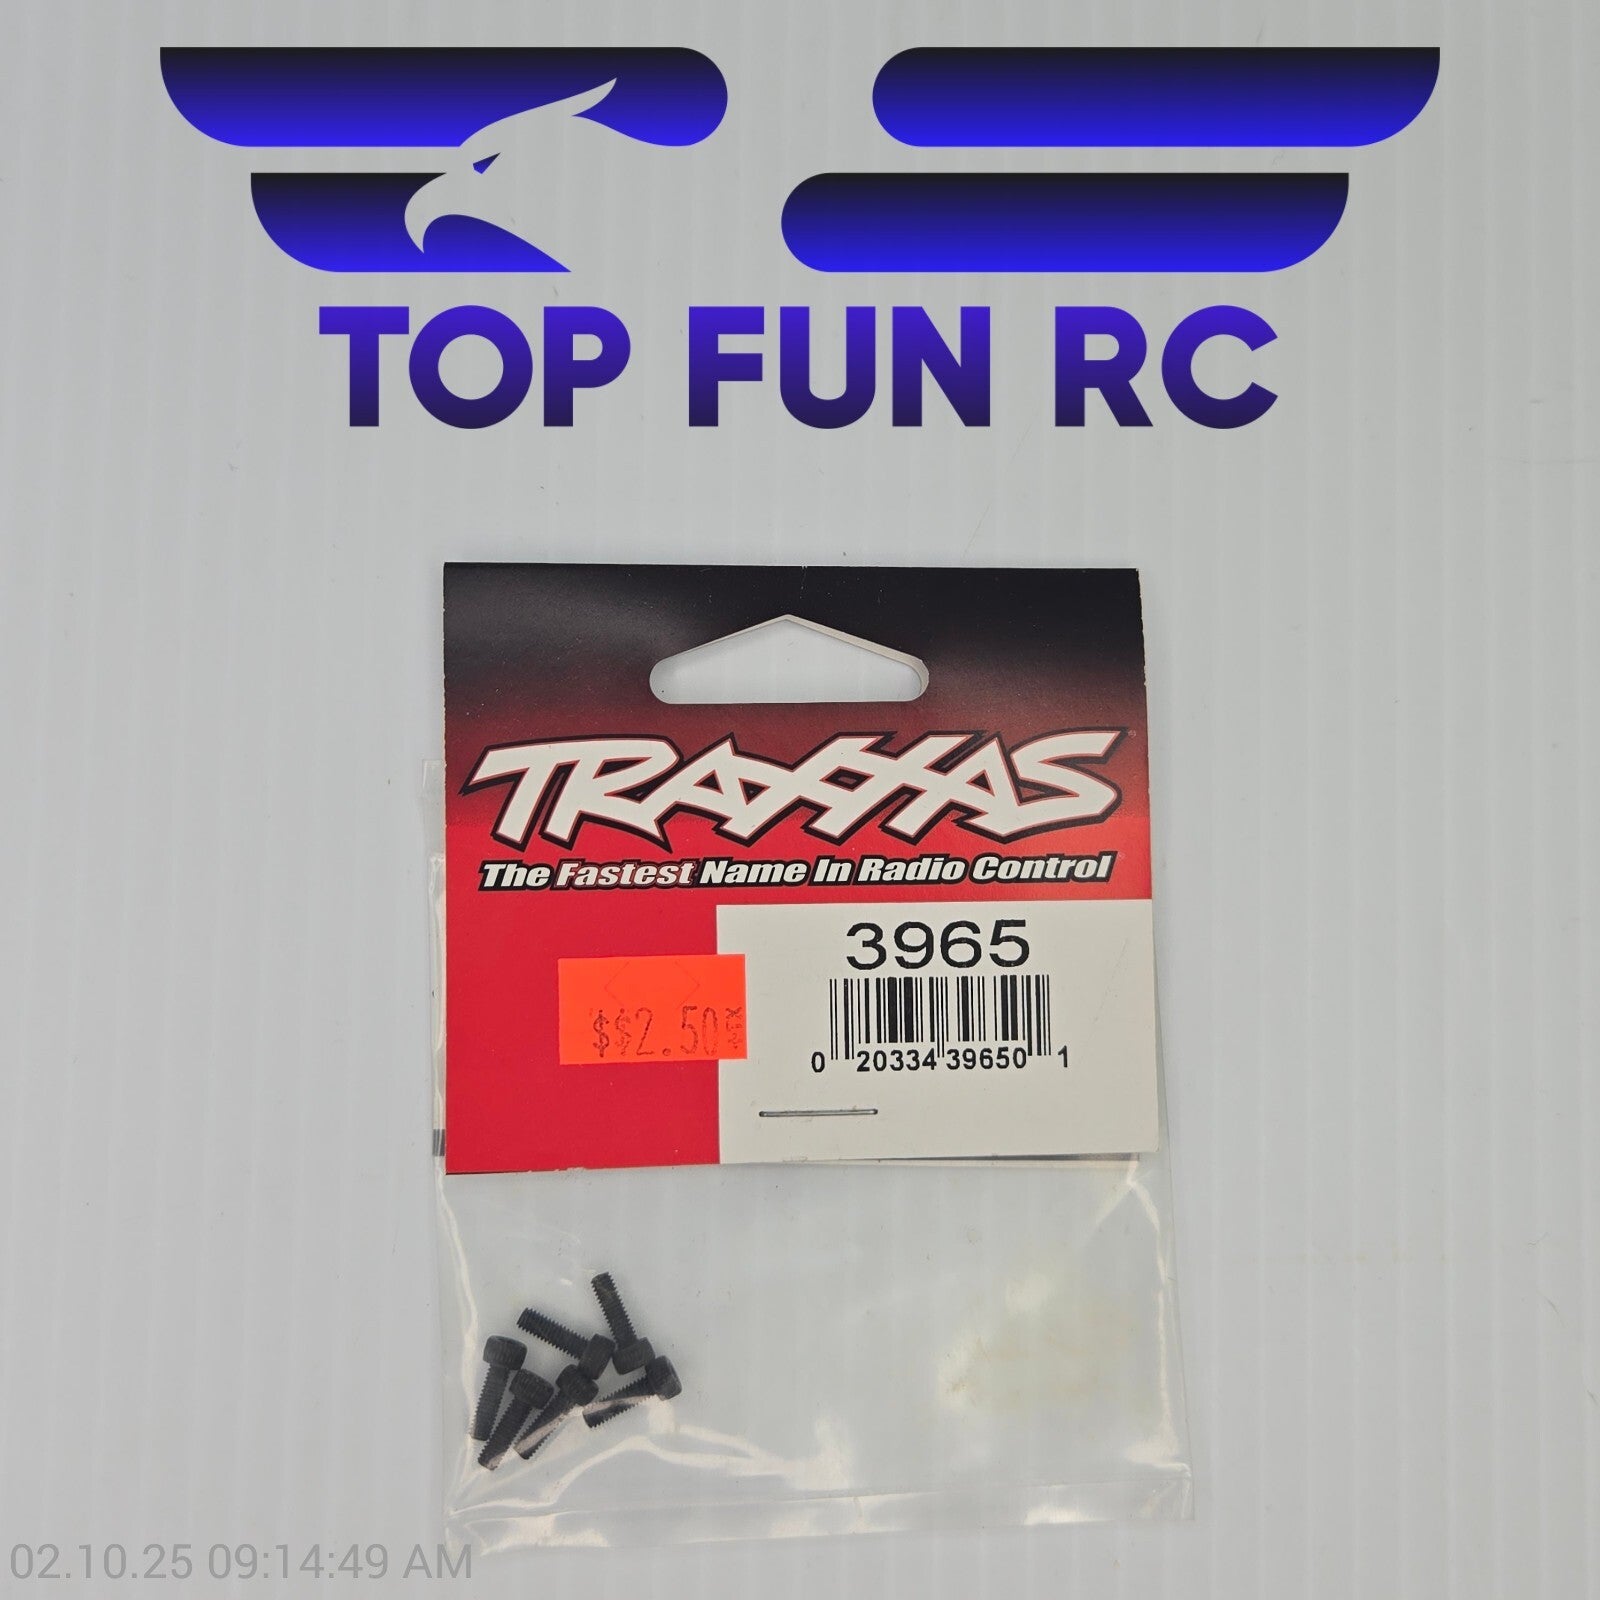 TOP FUN RC
TRAXXAS
The Fastest Name In Radio Control
3965
$$2.50
0 20334 39650 1
02.10.25 09:14:49 AM